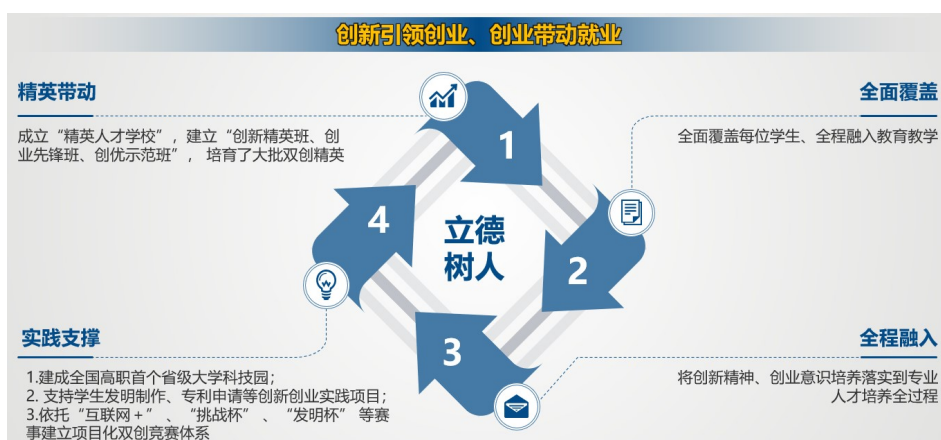 创新引领创业、创业带动就业
精英带动
成立“精英人才学校”，建立“创新精英班、创
业先锋班、创优示范班”， 培育了大批双创精英
全面覆盖
全面覆盖每位学生、全程融入教育教学
1
2
3
4
立德
树人
实践支撑
1.建成全国高职首个省级大学科技园；
2. 支持学生发明制作、专利申请等创新创业实践项目；
3.依托“互联网＋”、“挑战杯”、“发明杯”等赛
事建立项目化双创竞赛体系
全程融入
将创新精神、创业意识培养落实到专业
人才培养全过程